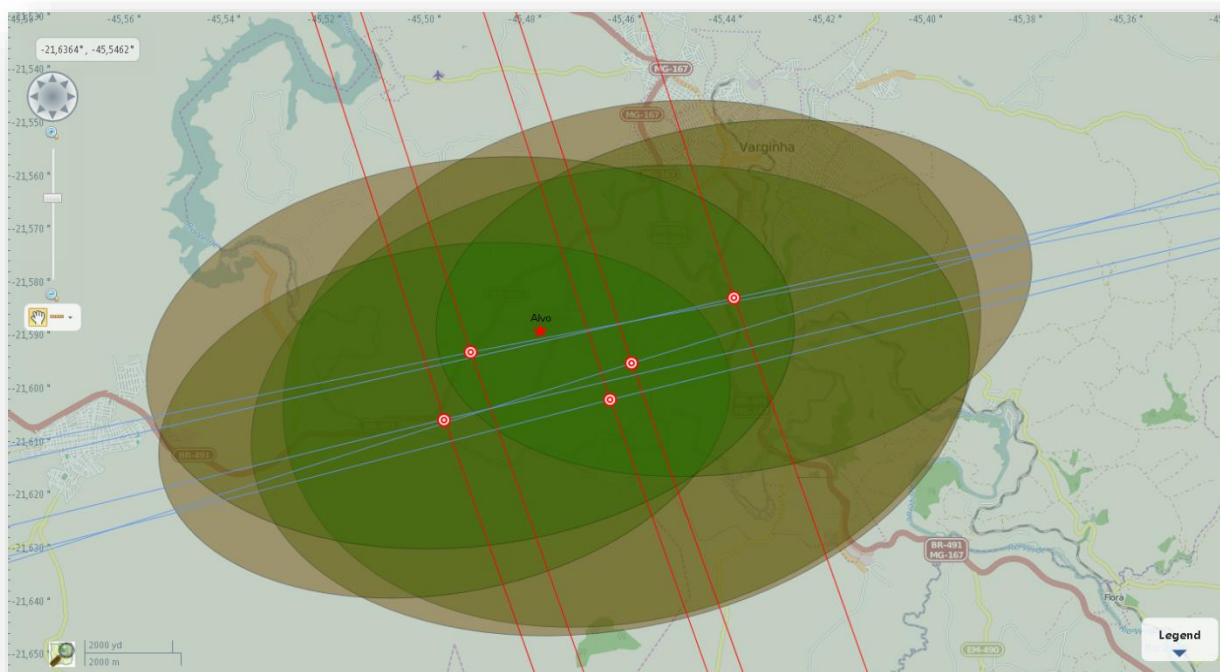 -45,56 -45,54 -45,52 -45,50 -45,48 -45,46 -45,44 -45,42 -45,40 -45,38 -45,36
-21,6364° , -45,5462°
-21,540 °
-21,550 °
-21,560 °
-21,570 °
-21,580 °
-21,590 °
-21,600 °
-21,610 °
-21,620 °
-21,630 °
-21,640 °
-21,650 °
MG-167
MG-167
Varginha
Alvo
BR-491
BR-491
MG-167
Flora
EM-490
2000 yd
2000 m
Legend